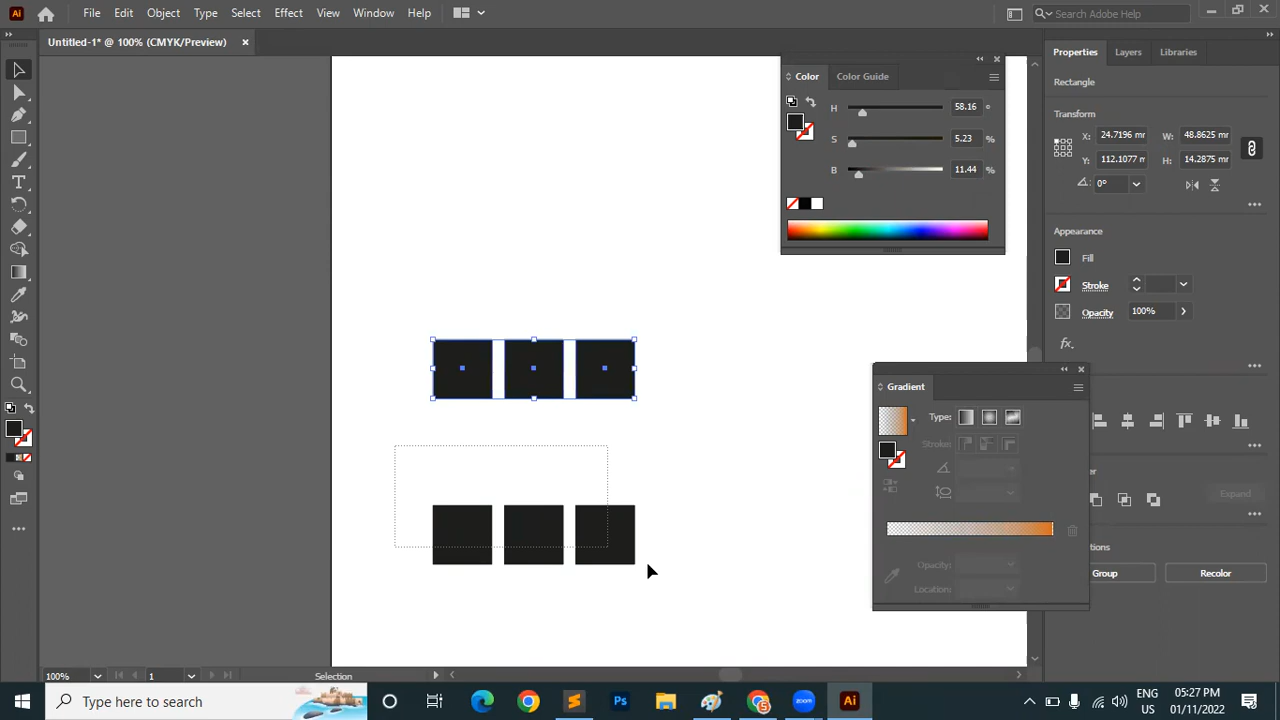 Ai File Edit Object Type Select Effect View Window Help Search Adobe Help
Untitled-1* @ 100% (CMYK/Preview)
Color Color Guide
H 58.16 °
S 5.23 %
B 11.44 %
Properties Layers Libraries
Rectangle
Transform
X: 24.7196 mr W: 48.8625 mr
Y: 112.1077 H: 14.2875 mr
0°
Appearance
Fill
Stroke
Opacity 100%
fx.
Gradient
Type:
Stroke:
Opacity:
Location:
Expand
Group Recolor
100% 1 Selection
Type here to search
Ps
Ai
ENG 05:27 PM
US 01/11/2022